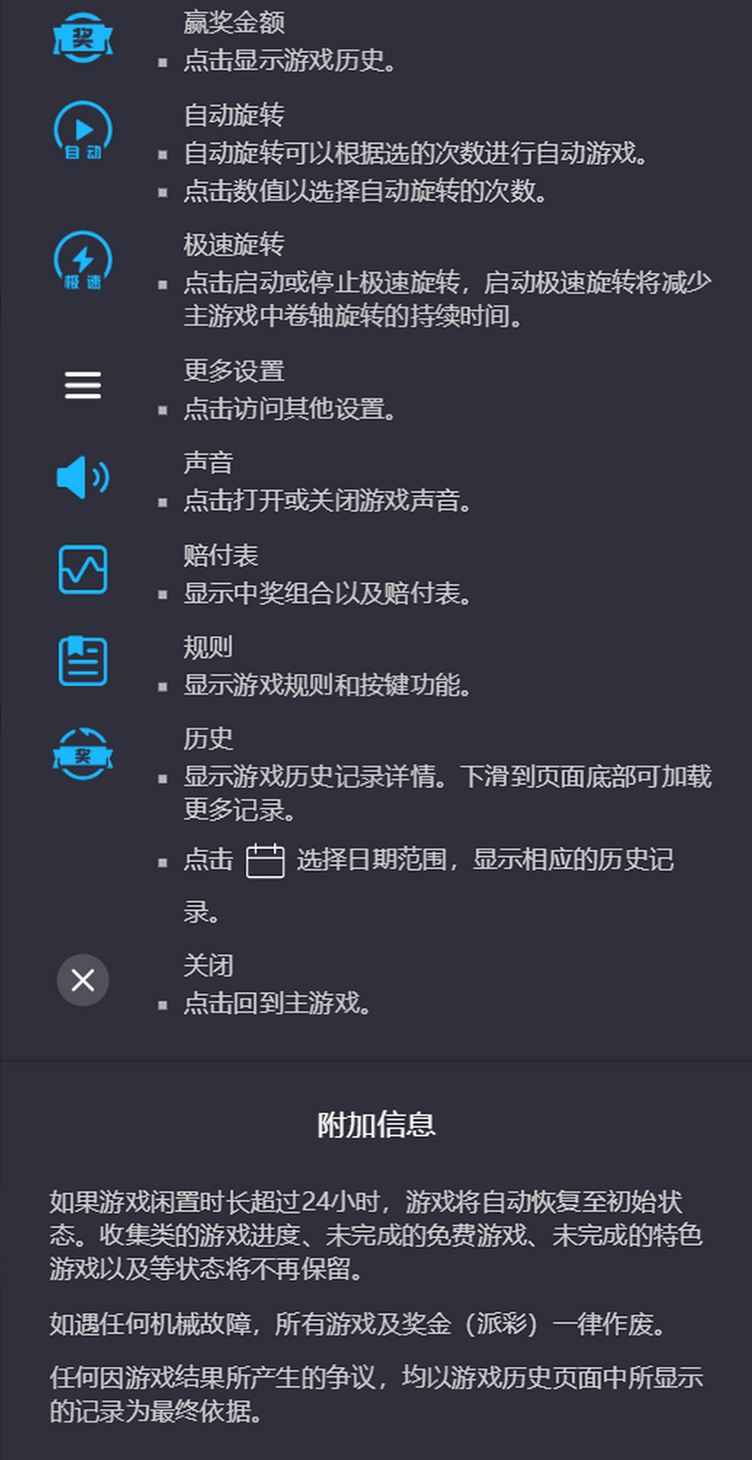 奖
赢奖金额
▪ 点击显示游戏历史。
自动
自动旋转
▪ 自动旋转可以根据选的次数进行自动游戏。
▪ 点击数值以选择自动旋转的次数。
极速
极速旋转
▪ 点击启动或停止极速旋转，启动极速旋转将减少
主游戏中卷轴旋转的持续时间。
更多设置
▪ 点击访问其他设置。
声音
▪ 点击打开或关闭游戏声音。
赔付表
▪ 显示中奖组合以及赔付表。
规则
▪ 显示游戏规则和按键功能。
奖
历史
▪ 显示游戏历史记录详情。下滑到页面底部可加载
更多记录。
▪ 点击 选择日期范围，显示相应的历史记
录。
关闭
▪ 点击回到主游戏。
附加信息
如果游戏闲置时长超过24小时，游戏将自动恢复至初始状
态。收集类的游戏进度、未完成的免费游戏、未完成的特色
游戏以及等状态将不再保留。
如遇任何机械故障，所有游戏及奖金（派彩）一律作废。
任何因游戏结果所产生的争议，均以游戏历史页面中所显示
的记录为最终依据。